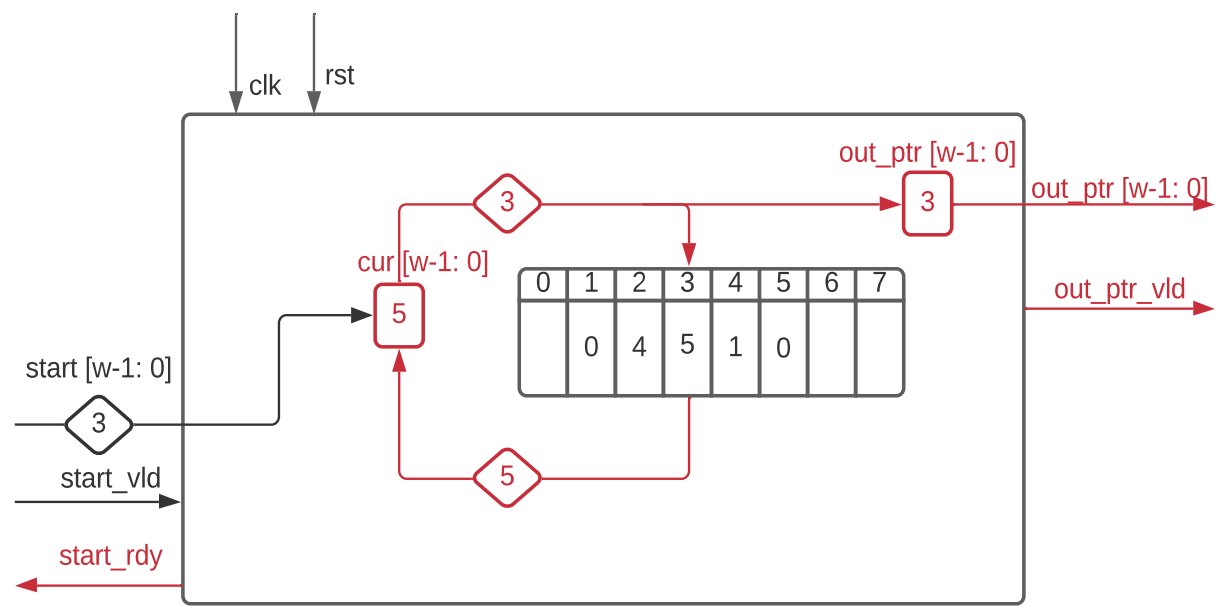 clk
rst
out_ptr [w-1: 0]
out_ptr [w-1: 0]
3
3
cur [w-1: 0]
0 1 2 3 4 5 6 7
out_ptr_vld
5
0 4 5 1 0
start [w-1: 0]
3
start_vld
5
start_rdy